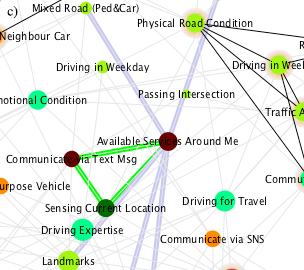 c)
Mixed Road (Ped&Car)
Physical Road Condition
Neighbour Car
R
Driving in Weekday
Driving in Week
Passing Intersection
otional Condition
Traffic A
Available Services Around Me
Communicate via Text Msg
Commu
urpose Vehicle
Driving for Travel
Sensing Current Location
Driving Expertise
Communicate via SNS
Landmarks